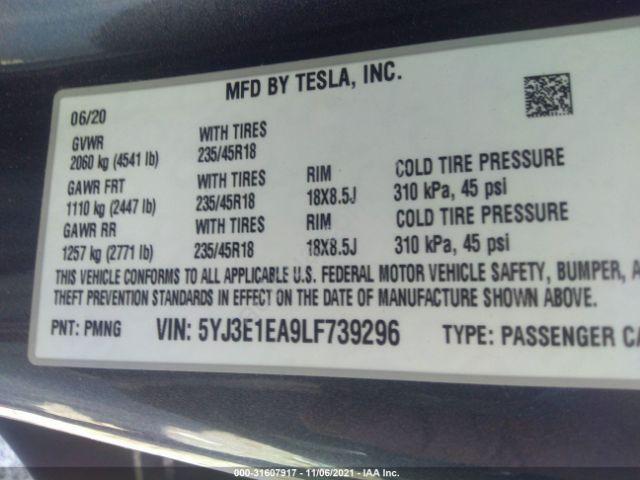 MFD BY TESLA, INC.
06/20
GVWR WITH TIRES
2060 kg (4541 lb) 235/45R18
GAWR FRT WITH TIRES RIM COLD TIRE PRESSURE
1110 kg (2447 lb) 235/45R18 18X8.5J 310 kPa, 45 psi
GAWR RR WITH TIRES RIM COLD TIRE PRESSURE
1257 kg (2771 lb) 235/45R18 18X8.5J 310 kPa, 45 psi
THIS VEHICLE CONFORMS TO ALL APPLICABLE U.S. FEDERAL MOTOR VEHICLE SAFETY, BUMPER, A
THEFT PREVENTION STANDARDS IN EFFECT ON THE DATE OF MANUFACTURE SHOWN ABOVE.
PNT: PMNG VIN: 5YJ3E1EA9LF739296 TYPE: PASSENGER CA
000-31607917 - 11/06/2021 - IAA Inc.